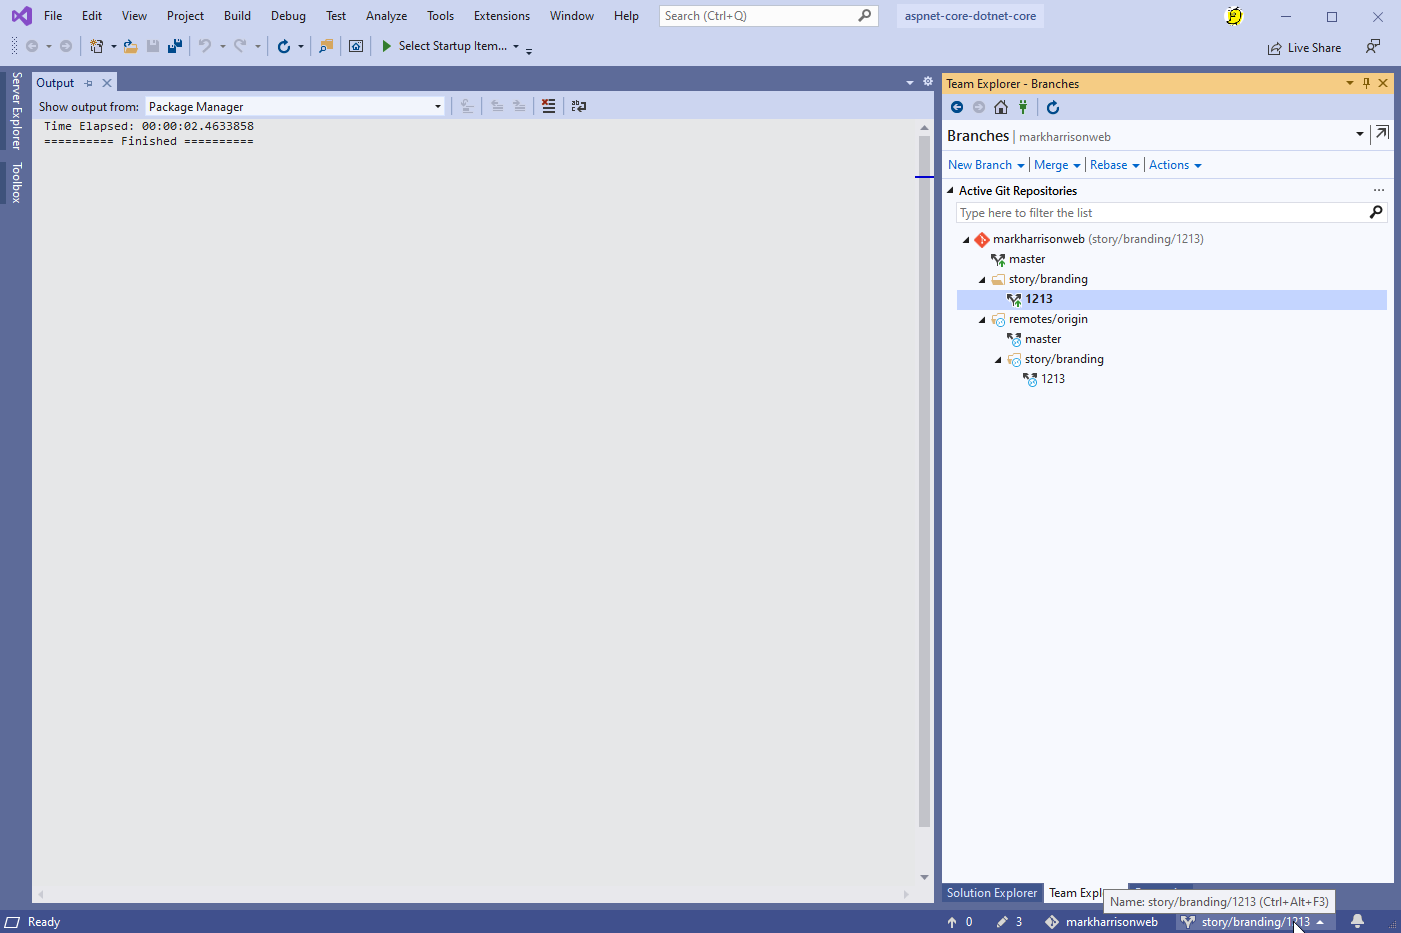 File Edit View Project Build Debug Test Analyze Tools Extensions Window Help Search (Ctrl+Q) aspnet-core-dotnet-core
Select Startup Item... Live Share
Server Explorer
Toolbox
Output
Show output from: Package Manager
Time Elapsed: 00:00:02.4633858
========== Finished ==========
Team Explorer - Branches
Branches | markharrisonweb
New Branch Merge Rebase Actions
Active Git Repositories
Type here to filter the list
markharrisonweb (story/branding/1213)
master
story/branding
1213
remotes/origin
master
story/branding
1213
Solution Explorer Team Explo
Name: story/branding/1213 (Ctrl+Alt+F3)
Ready 0 3 markharrisonweb story/branding/1213